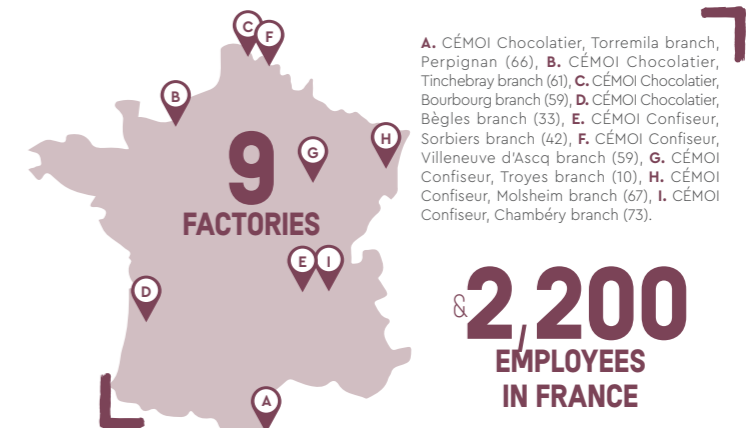 C
F
B
H
G
9
FACTORIES
E
I
D
A
A. CÉMOI Chocolatier, Torremila branch,
Perpignan (66), B. CÉMOI Chocolatier,
Tinchebray branch (61), C. CÉMOI Chocolatier,
Bourbourg branch (59), D. CÉMOI Chocolatier,
Bègles branch (33), E. CÉMOI Confiseur,
Sorbiers branch (42), F. CÉMOI Confiseur,
Villeneuve d'Ascq branch (59), G. CÉMOI
Confiseur, Troyes branch (10), H. CÉMOI
Confiseur, Molsheim branch (67), I. CÉMOI
Confiseur, Chambéry branch (73).
&2,200
EMPLOYEES
IN FRANCE